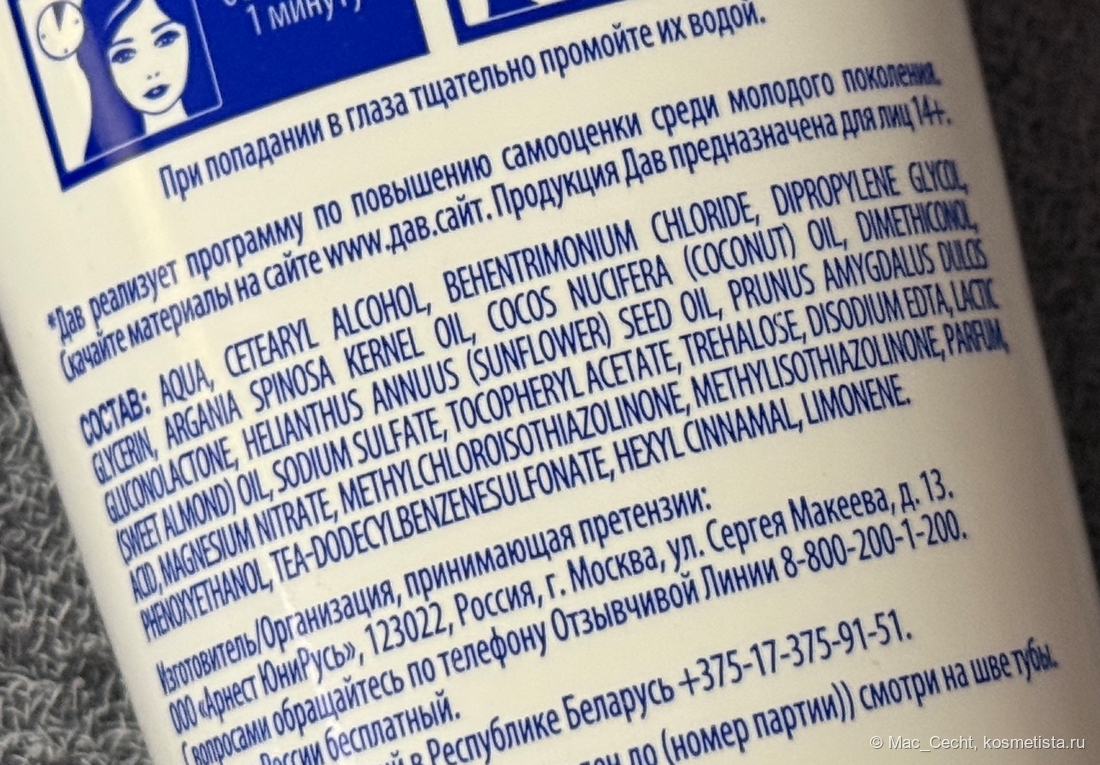 1 минуту
При попадании в глаза тщательно промойте их водой.
*Дав реализует программу по повышению самооценки среди молодого поколения.
Скачайте материалы на сайте www.дав.сайт. Продукция Дав предназначена для лиц 14+.
СОСТАВ: AQUA, CETEARYL ALCOHOL, BEHENTRIMONIUM CHLORIDE, DIPROPYLENE GLYCOL,
GLYCERIN, ARGANIA SPINOSA KERNEL OIL, COCOS NUCIFERA (COCONUT) OIL, DIMETHICONOL,
GLUCONOLACTONE, HELIANTHUS ANNUUS (SUNFLOWER) SEED OIL, PRUNUS AMYGDALUS DULCIS
(SWEET ALMOND) OIL, SODIUM SULFATE, TOCOPHERYL ACETATE, TREHALOSE, DISODIUM EDTA, LACTIC
ACID, MAGNESIUM NITRATE, METHYLCHLOROISOTHIAZOLINONE, METHYLISOTHIAZOLINONE, PARFUM,
PHENOXYETHANOL, TEA-DODECYLBENZENESULFONATE, HEXYL CINNAMAL, LIMONENE.
Изготовитель/Организация, принимающая претензии:
ООО «Арнест ЮниРусь», 123022, Россия, г. Москва, ул. Сергея Макеева, д. 13.
С вопросами обращайтесь по телефону Отзывчивой Линии 8-800-200-1-200.
России бесплатный.
в Республике Беларусь +375-17-375-91-51.
до (номер партии)) смотри на шве тубы.
© Mac_Cecht, kosmetista.ru